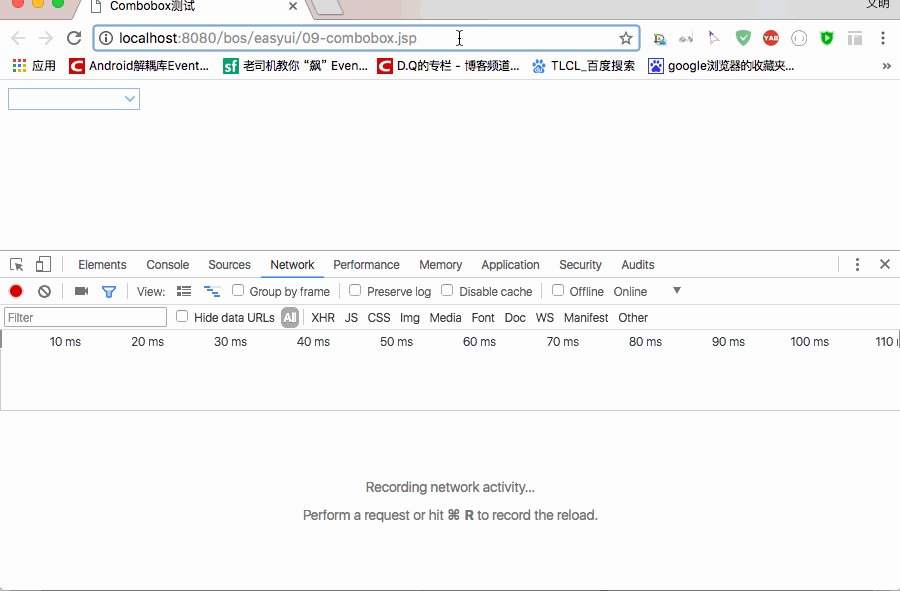 Combobox测试
文明
localhost:8080/bos/easyui/09-combobox.jsp
应用 Android解耦库Event... 老司机教你“飙”Even... D.Q的专栏 - 博客频道... TLCL_百度搜索 google浏览器的收藏夹... »
Elements Console Sources Network Performance Memory Application Security Audits
View: Group by frame Preserve log Disable cache Offline Online
Filter Hide data URLs All XHR JS CSS Img Media Font Doc WS Manifest Other
10 ms 20 ms 30 ms 40 ms 50 ms 60 ms 70 ms 80 ms 90 ms 100 ms 110
Recording network activity...
Perform a request or hit ⌘ R to record the reload.